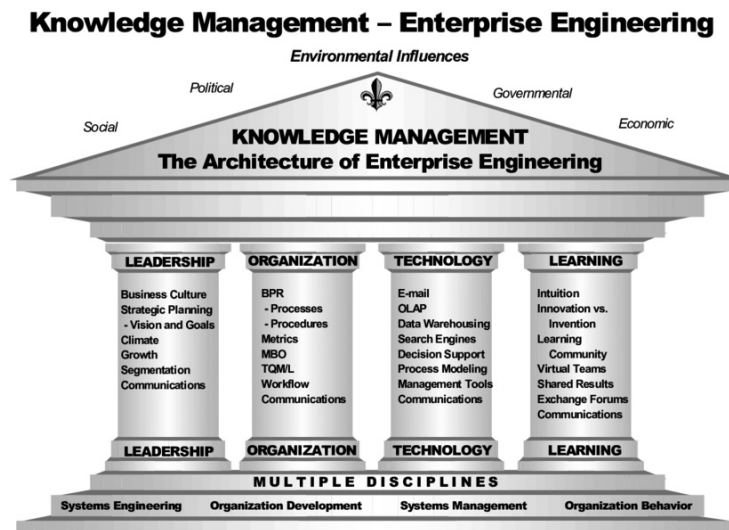 Knowledge Management – Enterprise Engineering
Environmental Influences
Political
Governmental
Social
Economic
KNOWLEDGE MANAGEMENT
The Architecture of Enterprise Engineering
LEADERSHIP
Business Culture
Strategic Planning
- Vision and Goals
Climate
Growth
Segmentation
Communications
LEADERSHIP
ORGANIZATION
BPR
- Processes
- Procedures
Metrics
MBO
TQM/L
Workflow
Communications
ORGANIZATION
TECHNOLOGY
E-mail
OLAP
Data Warehousing
Search Engines
Decision Support
Process Modeling
Management Tools
Communications
TECHNOLOGY
LEARNING
Intuition
Innovation vs.
Invention
Learning
Community
Virtual Teams
Shared Results
Exchange Forums
Communications
LEARNING
MULTIPLE DISCIPLINES
Systems Engineering Organization Development Systems Management Organization Behavior